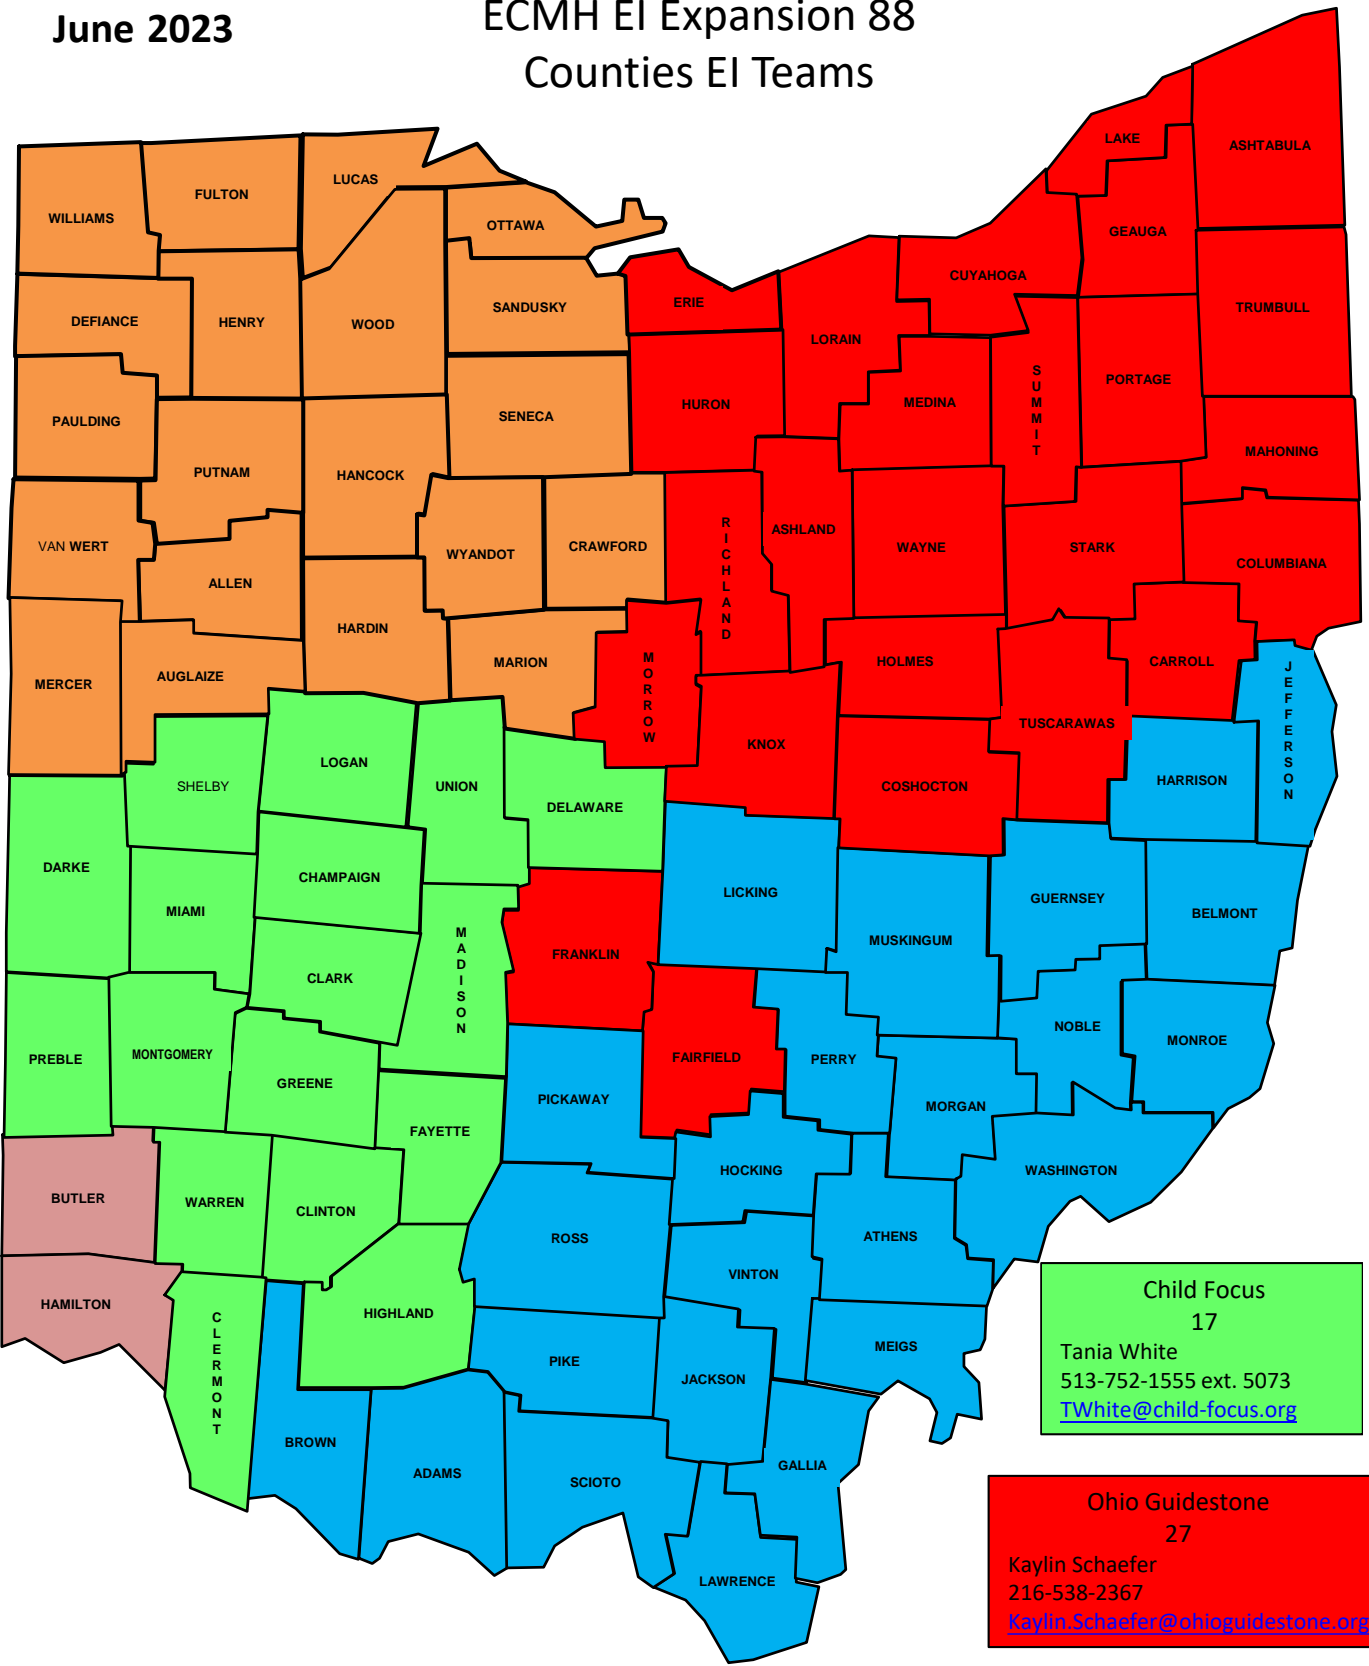 June 2023
ECMH EI Expansion 88
Counties EI Teams
LAKE
ASHTABULA
LUCAS
FULTON
WILLIAMS
OTTAWA
GEAUGA
CUYAHOGA
ERIE
SANDUSKY
TRUMBULL
DEFIANCE
HENRY
WOOD
LORAIN
SUMMIT
PORTAGE
HURON
MEDINA
SENECA
PAULDING
MAHONING
PUTNAM
HANCOCK
RICHLAND
ASHLAND
VAN WERT
WYANDOT
CRAWFORD
WAYNE
STARK
COLUMBIANA
ALLEN
HARDIN
MARION
MORROW
HOLMES
CARROLL
JEFFERSON
MERCER
AUGLAIZE
TUSCARAWAS
KNOX
LOGAN
SHELBY
UNION
DELAWARE
COSHOCTON
HARRISON
DARKE
CHAMPAIGN
LICKING
GUERNSEY
MIAMI
BELMONT
MADISON
MUSKINGUM
FRANKLIN
CLARK
NOBLE
MONROE
PREBLE
MONTGOMERY
FAIRFIELD
PERRY
GREENE
PICKAWAY
MORGAN
FAYETTE
HOCKING
WASHINGTON
BUTLER
WARREN
CLINTON
ROSS
ATHENS
VINTON
HAMILTON
HIGHLAND
CLERMONT
MEIGS
PIKE
JACKSON
BROWN
ADAMS
SCIOTO
GALLIA
LAWRENCE
Child Focus
17
Tania White
513-752-1555 ext. 5073
TWhite@child-focus.org
Ohio Guidestone
27
Kaylin Schaefer
216-538-2367
Kaylin.Schaefer@ohioguidestone.org